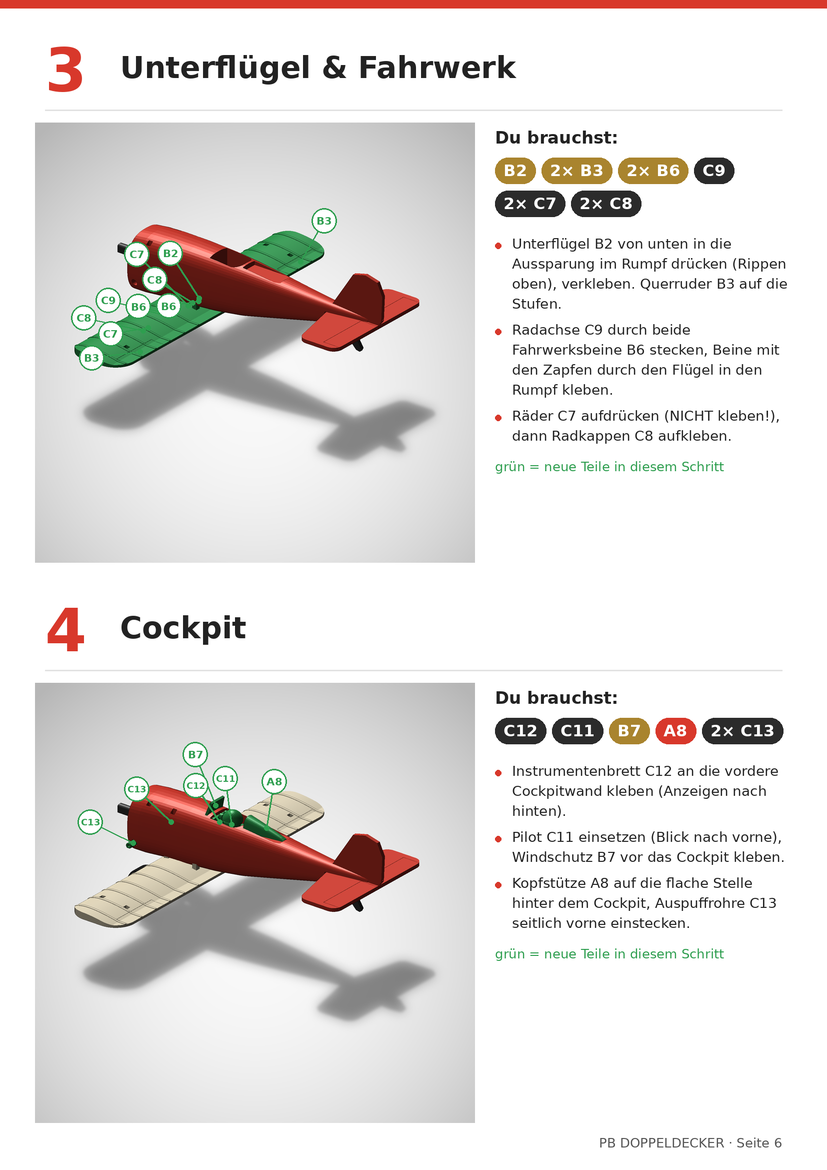 3 Unterflügel & Fahrwerk
Du brauchst:
B2 2× B3 2× B6 C9
2× C7 2× C8
B3
C7 B2
C8
C9 B6 B6
C8
C7
B3
Unterflügel B2 von unten in die
Aussparung im Rumpf drücken (Rippen
oben), verkleben. Querruder B3 auf die
Stufen.
Radachse C9 durch beide
Fahrwerksbeine B6 stecken, Beine mit
den Zapfen durch den Flügel in den
Rumpf kleben.
Räder C7 aufdrücken (NICHT kleben!),
dann Radkappen C8 aufkleben.
grün = neue Teile in diesem Schritt
4 Cockpit
Du brauchst:
C12 C11 B7 A8 2× C13
B7
C13 C12 C11 A8
C13
Instrumentenbrett C12 an die vordere
Cockpitwand kleben (Anzeigen nach
hinten).
Pilot C11 einsetzen (Blick nach vorne),
Windschutz B7 vor das Cockpit kleben.
Kopfstütze A8 auf die flache Stelle
hinter dem Cockpit, Auspuffrohre C13
seitlich vorne einstecken.
grün = neue Teile in diesem Schritt
PB DOPPELDECKER · Seite 6